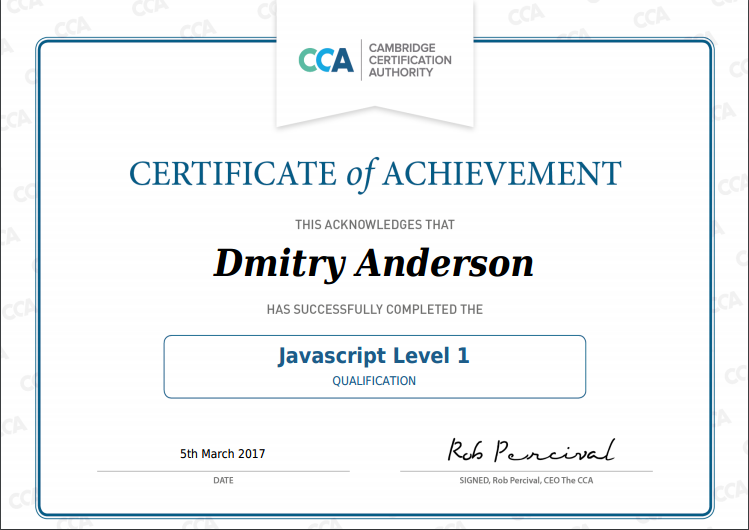 CCA
CAMBRIDGE
CERTIFICATION
AUTHORITY
CERTIFICATE of ACHIEVEMENT
THIS ACKNOWLEDGES THAT
Dmitry Anderson
HAS SUCCESSFULLY COMPLETED THE
Javascript Level 1
QUALIFICATION
5th March 2017
Rob Percival
DATE
SIGNED, Rob Percival, CEO The CCA